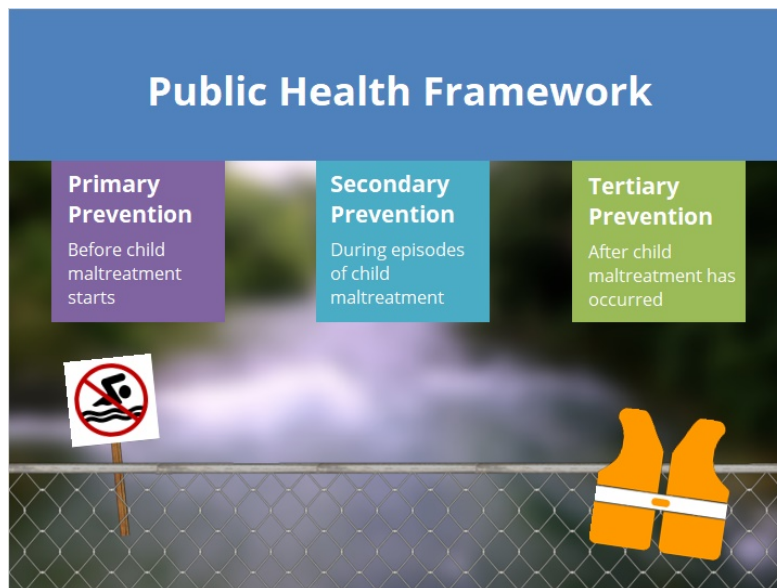 Public Health Framework
Primary
Prevention
Before child
maltreatment
starts
Secondary
Prevention
During episodes
of child
maltreatment
Tertiary
Prevention
After child
maltreatment has
occurred